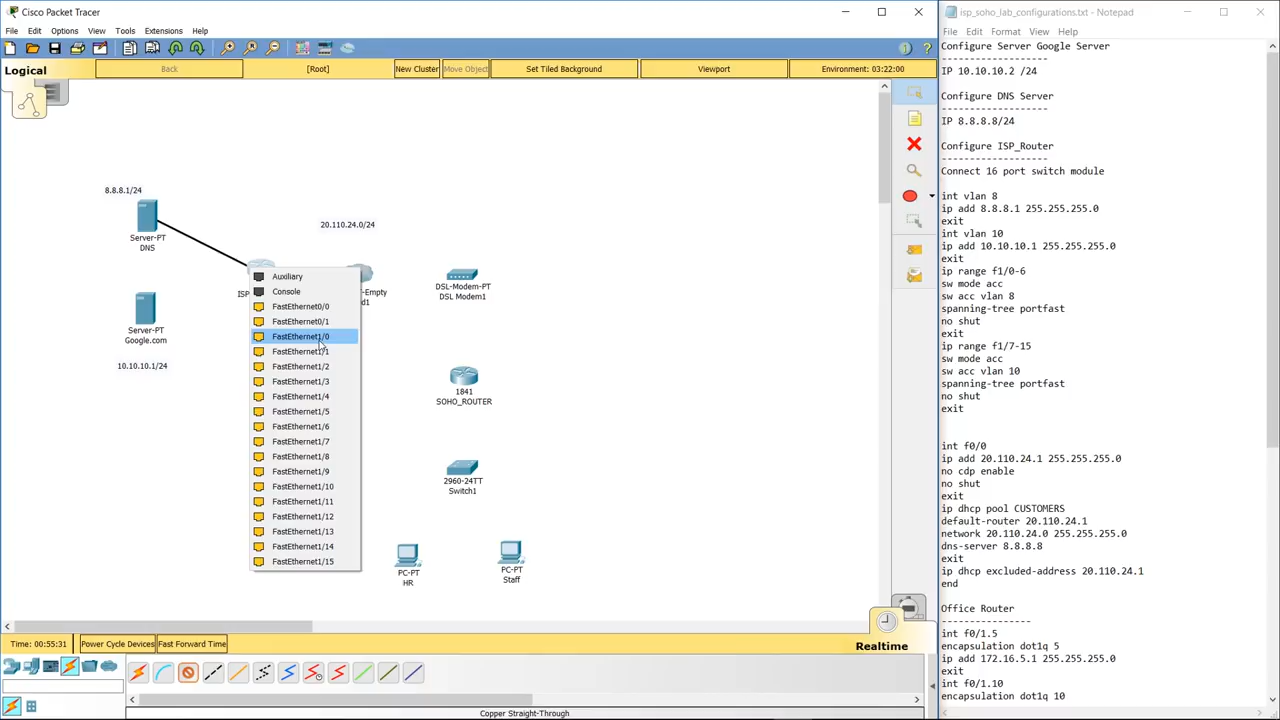 Cisco Packet Tracer
File Edit Options View Tools Extensions Help
Logical
Back
[Root]
New Cluster
Move Object
Set Tiled Background
Viewport
Environment: 03:22:00
8.8.8.1/24
Server-PT
DNS
20.110.24.0/24
Server-PT
Google.com
10.10.10.1/24
ISP
-Empty
d1
DSL-Modem-PT
DSL Modem1
1841
SOHO_ROUTER
2960-24TT
Switch1
PC-PT
HR
PC-PT
Staff
Auxiliary
Console
FastEthernet0/0
FastEthernet0/1
FastEthernet1/0
FastEthernet1/1
FastEthernet1/2
FastEthernet1/3
FastEthernet1/4
FastEthernet1/5
FastEthernet1/6
FastEthernet1/7
FastEthernet1/8
FastEthernet1/9
FastEthernet1/10
FastEthernet1/11
FastEthernet1/12
FastEthernet1/13
FastEthernet1/14
FastEthernet1/15
Time: 00:55:31
Power Cycle Devices
Fast Forward Time
Realtime
Copper Straight-Through
isp_soho_lab_configurations.txt - Notepad
File Edit Format View Help
Configure Server Google Server
------------------
IP 10.10.10.2 /24
Configure DNS Server
------------------
IP 8.8.8.8/24
Configure ISP_Router
------------------
Connect 16 port switch module
int vlan 8
ip add 8.8.8.1 255.255.255.0
exit
int vlan 10
ip add 10.10.10.1 255.255.255.0
exit
ip range f1/0-6
sw mode acc
sw acc vlan 8
spanning-tree portfast
no shut
exit
ip range f1/7-15
sw mode acc
sw acc vlan 10
spanning-tree portfast
no shut
exit
int f0/0
ip add 20.110.24.1 255.255.255.0
no cdp enable
no shut
exit
ip dhcp pool CUSTOMERS
default-router 20.110.24.1
network 20.110.24.0 255.255.255.0
dns-server 8.8.8.8
exit
ip dhcp excluded-address 20.110.24.1
end
Office Router
---------------
int f0/1.5
encapsulation dot1q 5
ip add 172.16.5.1 255.255.255.0
exit
int f0/1.10
encapsulation dot1q 10